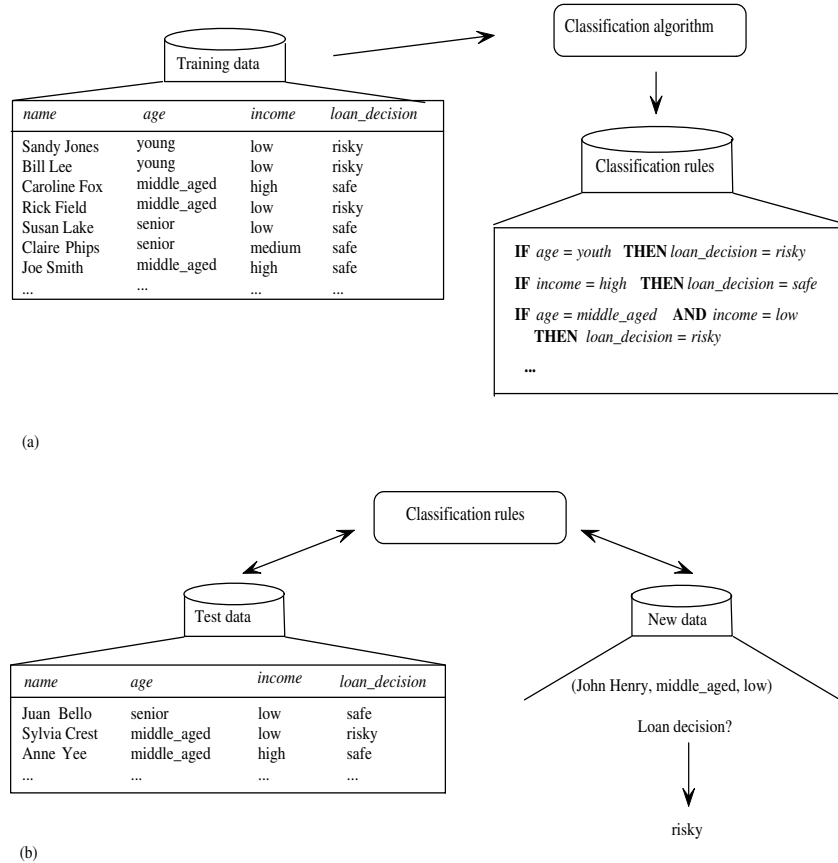 Classification algorithm
Training data
name age income loan_decision
Sandy Jones young low risky
Bill Lee young low risky
Caroline Fox middle_aged high safe
Rick Field middle_aged low risky
Susan Lake senior low safe
Claire Phips senior medium safe
Joe Smith middle_aged high safe
... ... ... ...
Classification rules
IF age = youth THEN loan_decision = risky
IF income = high THEN loan_decision = safe
IF age = middle_aged AND income = low
THEN loan_decision = risky
...
(a)
Classification rules
Test data
name age income loan_decision
Juan Bello senior low safe
Sylvia Crest middle_aged low risky
Anne Yee middle_aged high safe
... ... ... ...
New data
(John Henry, middle_aged, low)
Loan decision?
risky
(b)